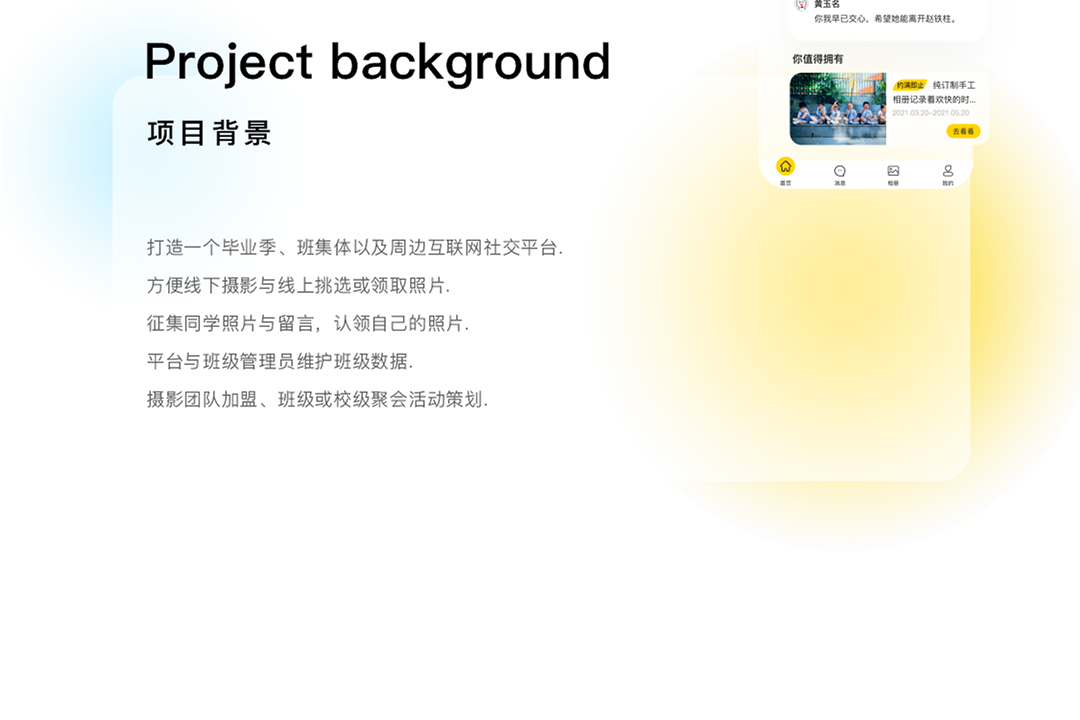 Project background
项目背景
打造一个毕业季、班集体以及周边互联网社交平台.
方便线下摄影与线上挑选或领取照片.
征集同学照片与留言，认领自己的照片.
平台与班级管理员维护班级数据.
摄影团队加盟、班级或校级聚会活动策划.
黄玉名
你我早已交心、希望她能离开赵铁柱。
你值得拥有
约满即止 纯订制手工
相册记录着欢快的时...
2021.03.20~2021.05.20
去看看
首页 消息 相册 我的